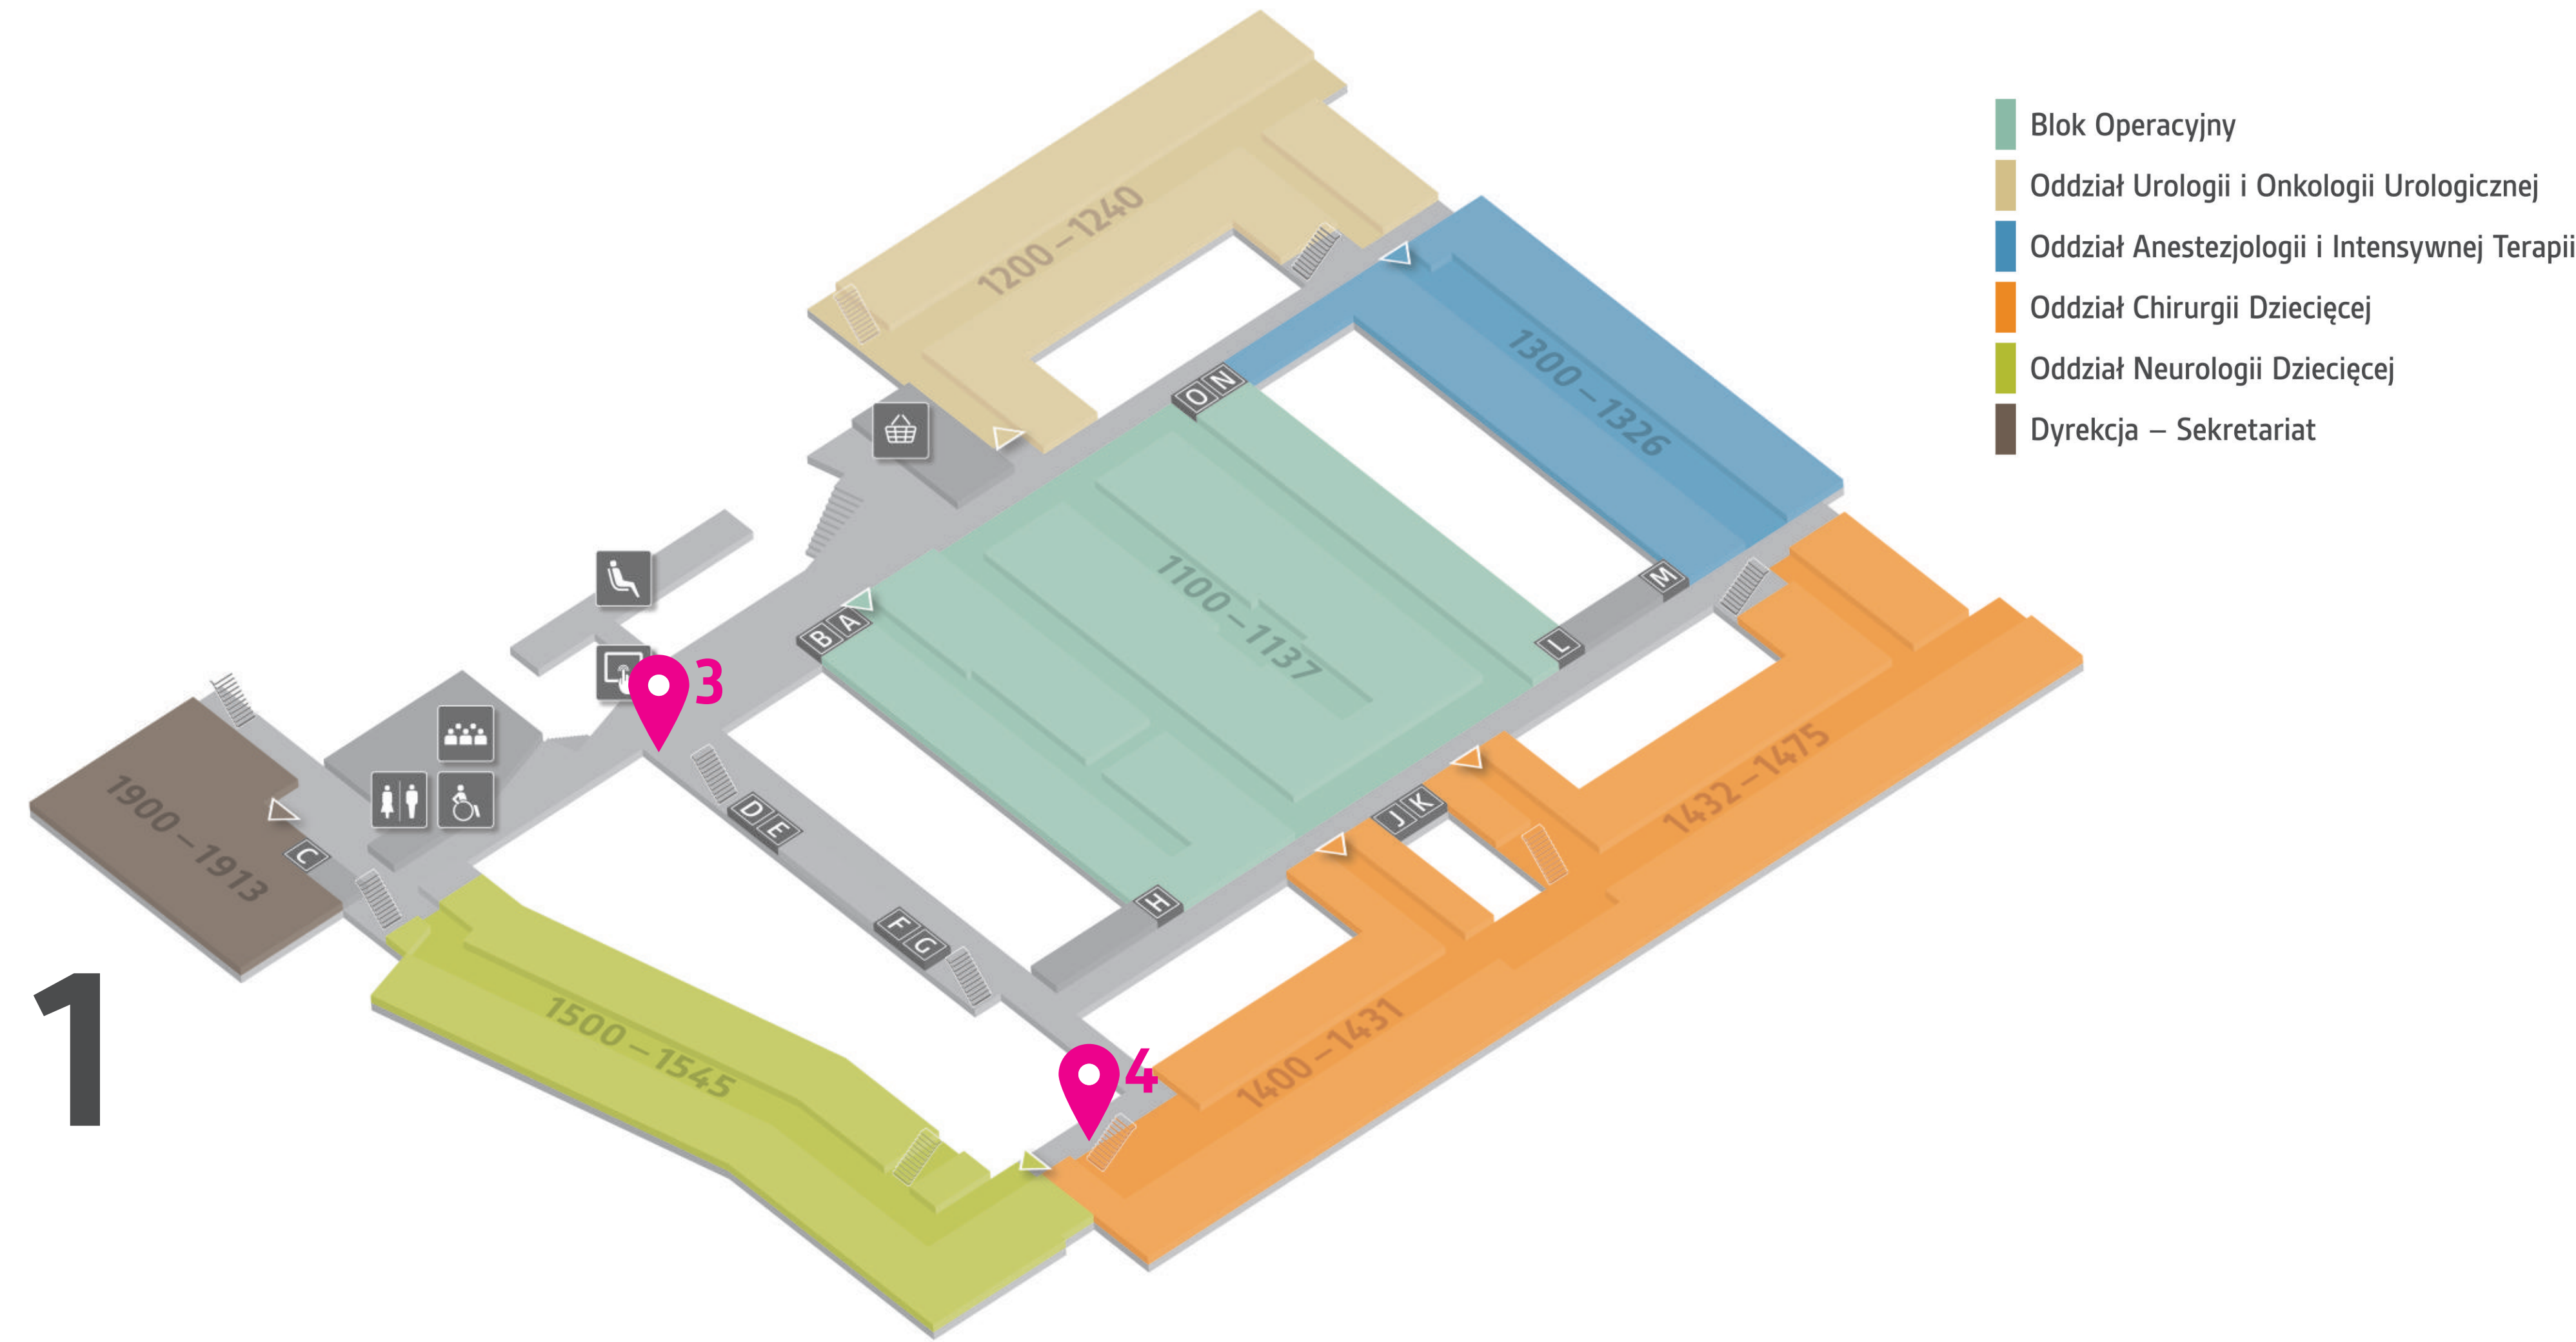 Blok Operacyjny
Oddział Urologii i Onkologii Urologicznej
Oddział Anestezjologii i Intensywnej Terapii
Oddział Chirurgii Dziecięcej
Oddział Neurologii Dziecięcej
Dyrekcja – Sekretariat
1200 – 1240
1300 – 1326
O N
1100 – 1137
B A
M
L
3
1432 – 1475
J K
D E
1900 – 1913
C
H
F G
1500 – 1545
1400 – 1431
4
1